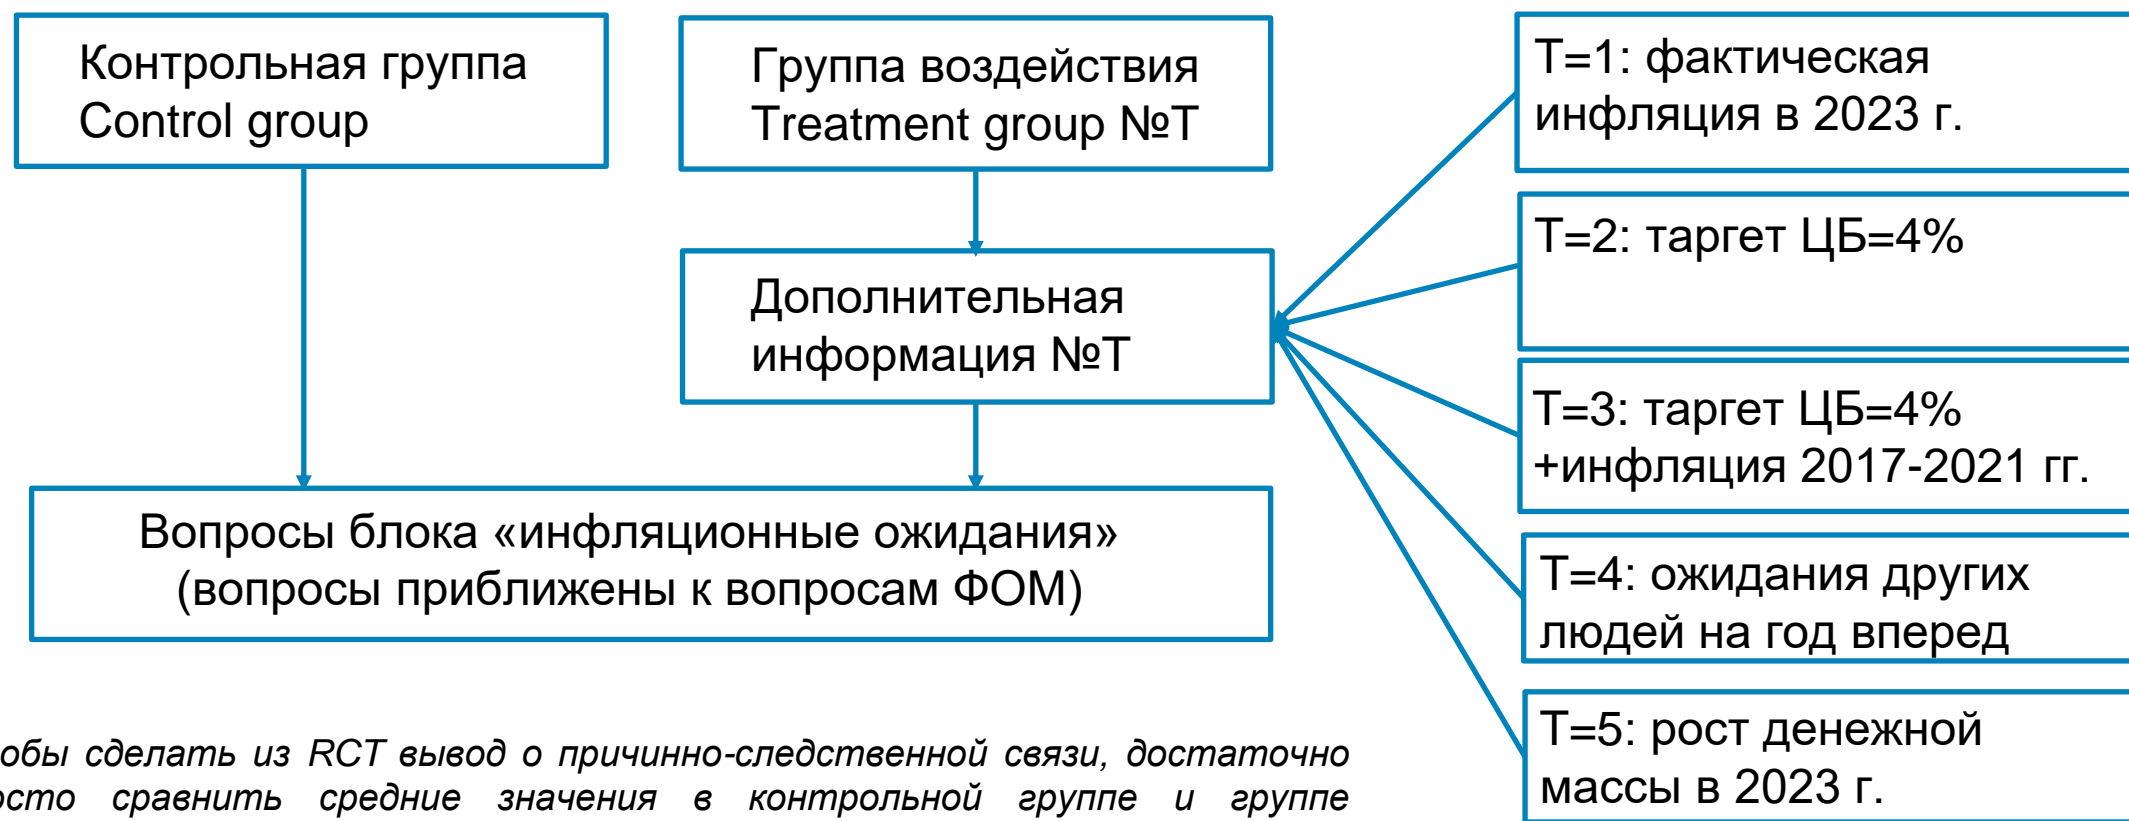 Контрольная группа
Control group
Группа воздействия
Treatment group №T
Дополнительная
информация №T
Вопросы блока «инфляционные ожидания»
(вопросы приближены к вопросам ФОМ)
T=1: фактическая
инфляция в 2023 г.
T=2: таргет ЦБ=4%
T=3: таргет ЦБ=4%
+инфляция 2017-2021 гг.
T=4: ожидания других
людей на год вперед
T=5: рост денежной
массы в 2023 г.
сделать из RCT вывод о причинно-следственной связи, достаточно
сравнить средние значения в контрольной группе и группе